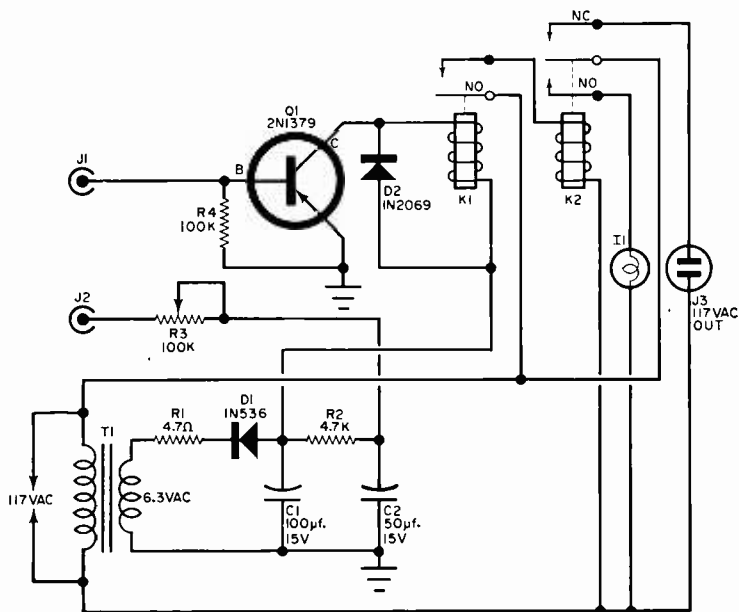 NC
NO
NO
Q1
2N1379
C
B
J1
R4
100K
D2
1N2069
K1
K2
I1
J3
117VAC
OUT
J2
R3
100K
T1
R1
4.7Ω
D1
1N536
R2
4.7K
117VAC
6.3VAC
C1
100µf.
15V
C2
50µf.
15V